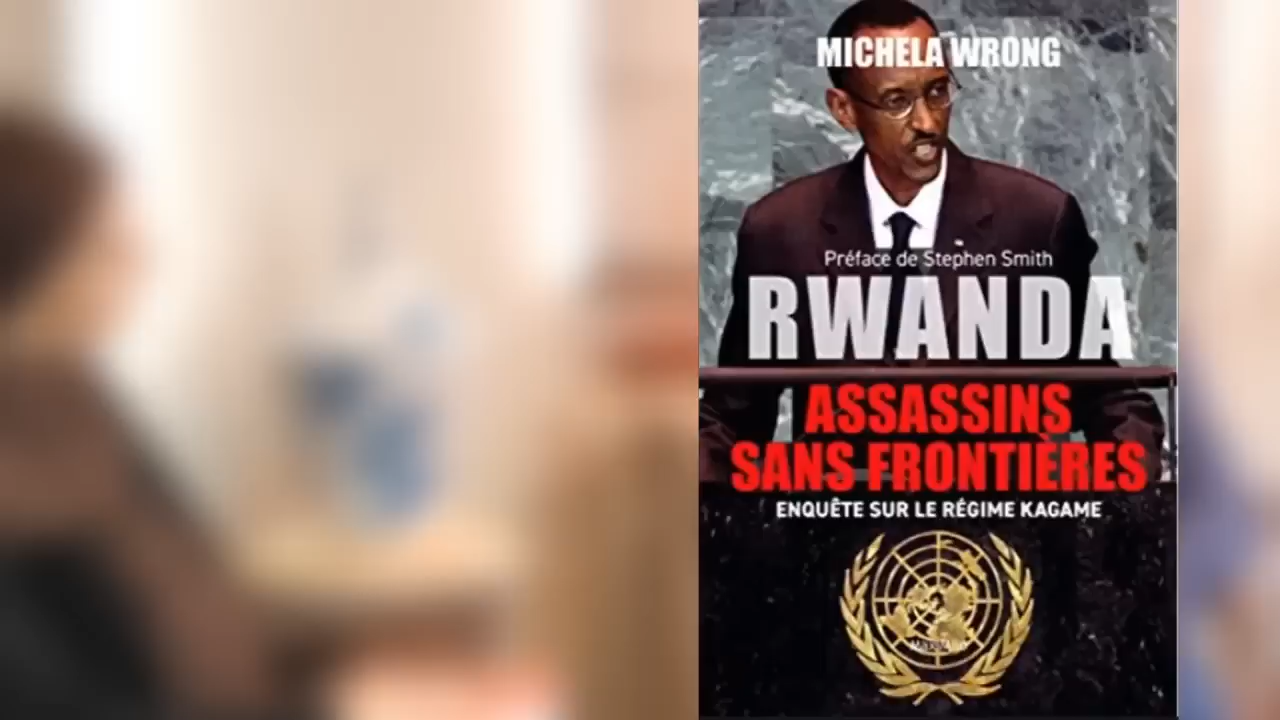 MICHELA WRONG
Préface de Stephen Smith
RWANDA
ASSASSINS
SANS FRONTIÈRES
ENQUÊTE SUR LE RÉGIME KAGAME